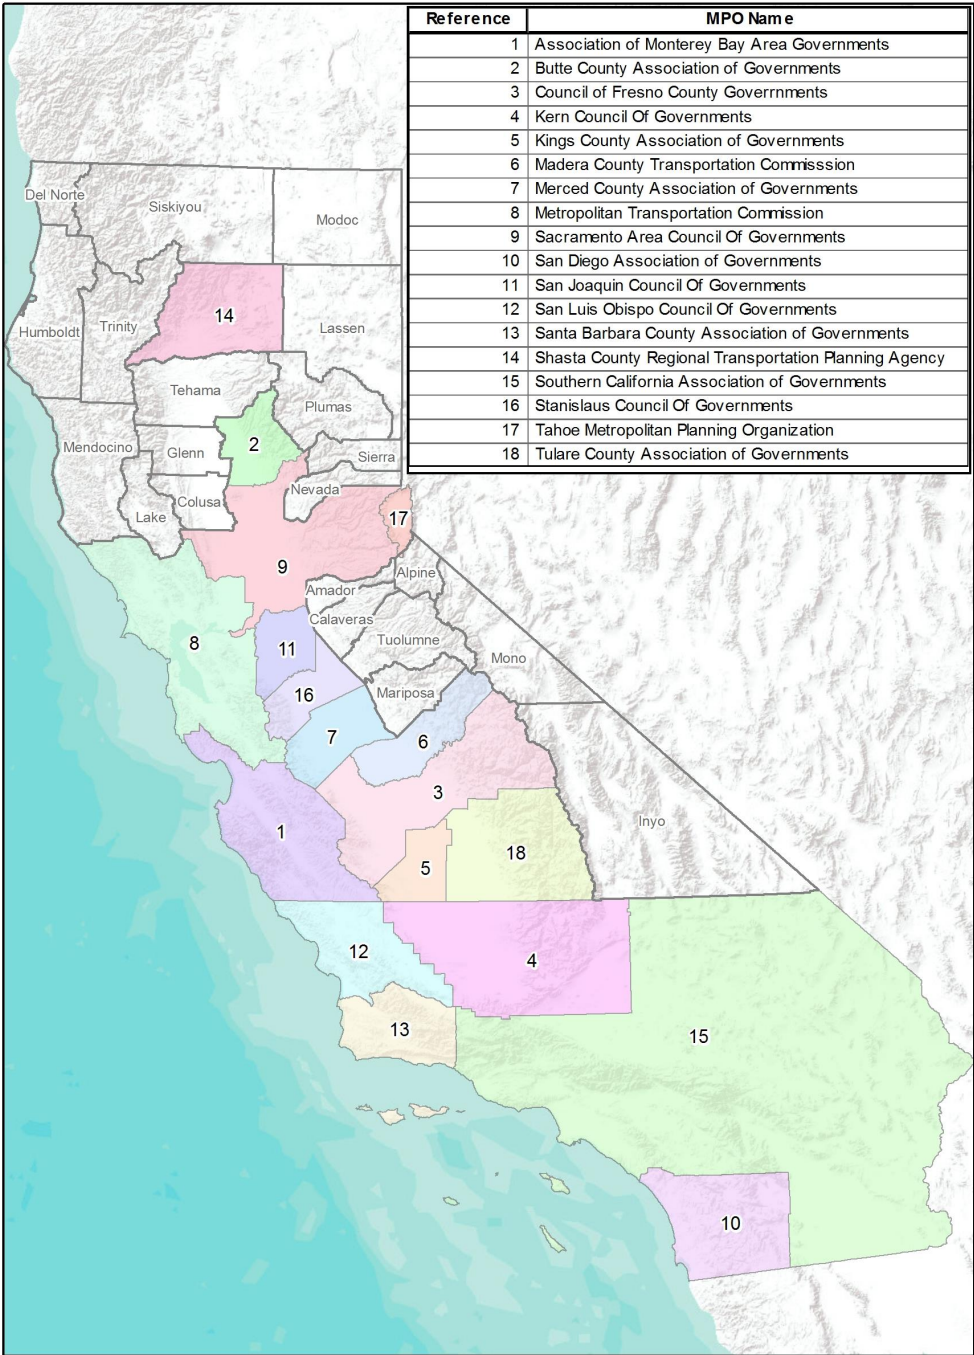 Reference MPO Name
1 Association of Monterey Bay Area Governments
2 Butte County Association of Governments
3 Council of Fresno County Goverrnments
4 Kern Council Of Governments
5 Kings County Association of Governments
6 Madera County Transportation Commisssion
7 Merced County Association of Governments
8 Metropolitan Transportation Commission
9 Sacramento Area Council Of Governments
10 San Diego Association of Governments
11 San Joaquin Council Of Governments
12 San Luis Obispo Council Of Governments
13 Santa Barbara County Association of Governments
14 Shasta County Regional Transportation Planning Agency
15 Southern California Association of Governments
16 Stanislaus Council Of Governments
17 Tahoe Metropolitan Planning Organization
18 Tulare County Association of Governments
Del Norte
Siskiyou
Modoc
14
Humboldt
Trinity
Lassen
Tehama
Plumas
Mendocino
2
Glenn
Sierra
Nevada
Colusa
Lake
17
9
Alpine
Amador
Calaveras
Tuolumne
8
11
Mono
Mariposa
16
7
6
3
Inyo
1
18
5
12
4
13
15
10